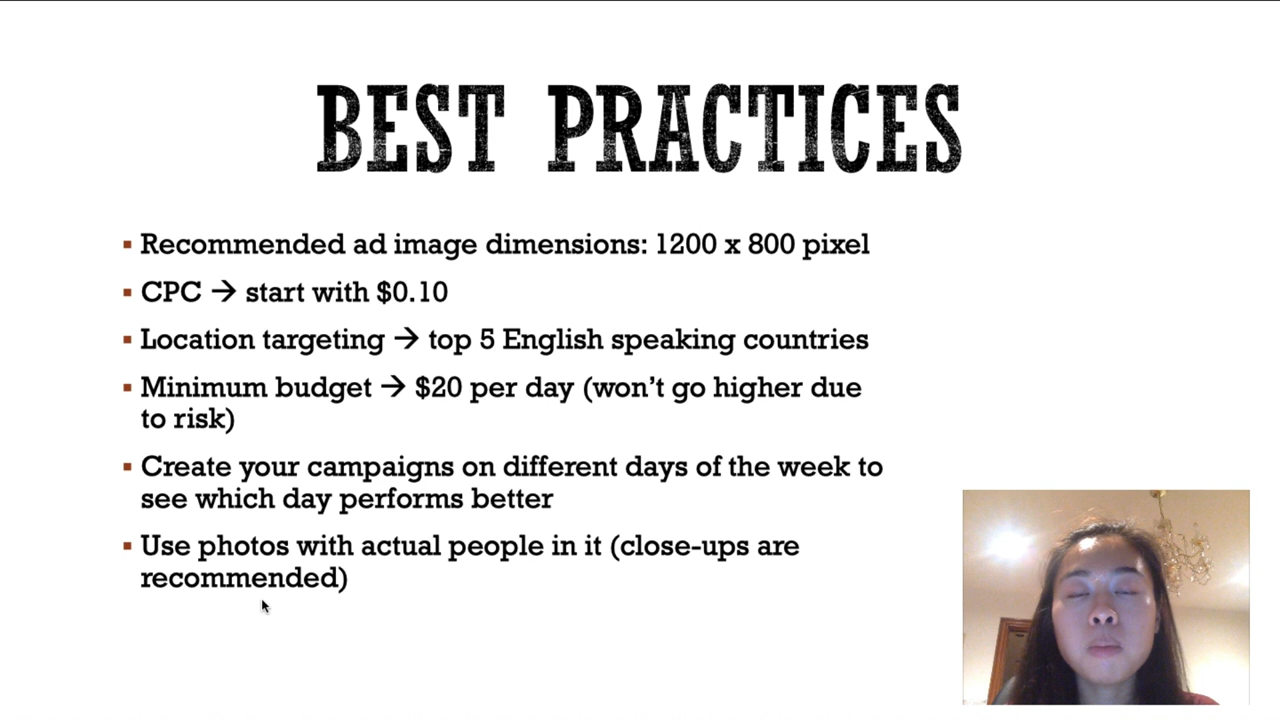 BEST PRACTICES
▪ Recommended ad image dimensions: 1200 x 800 pixel
▪ CPC → start with $0.10
▪ Location targeting → top 5 English speaking countries
▪ Minimum budget → $20 per day (won’t go higher due
to risk)
▪ Create your campaigns on different days of the week to
see which day performs better
▪ Use photos with actual people in it (close-ups are
recommended)